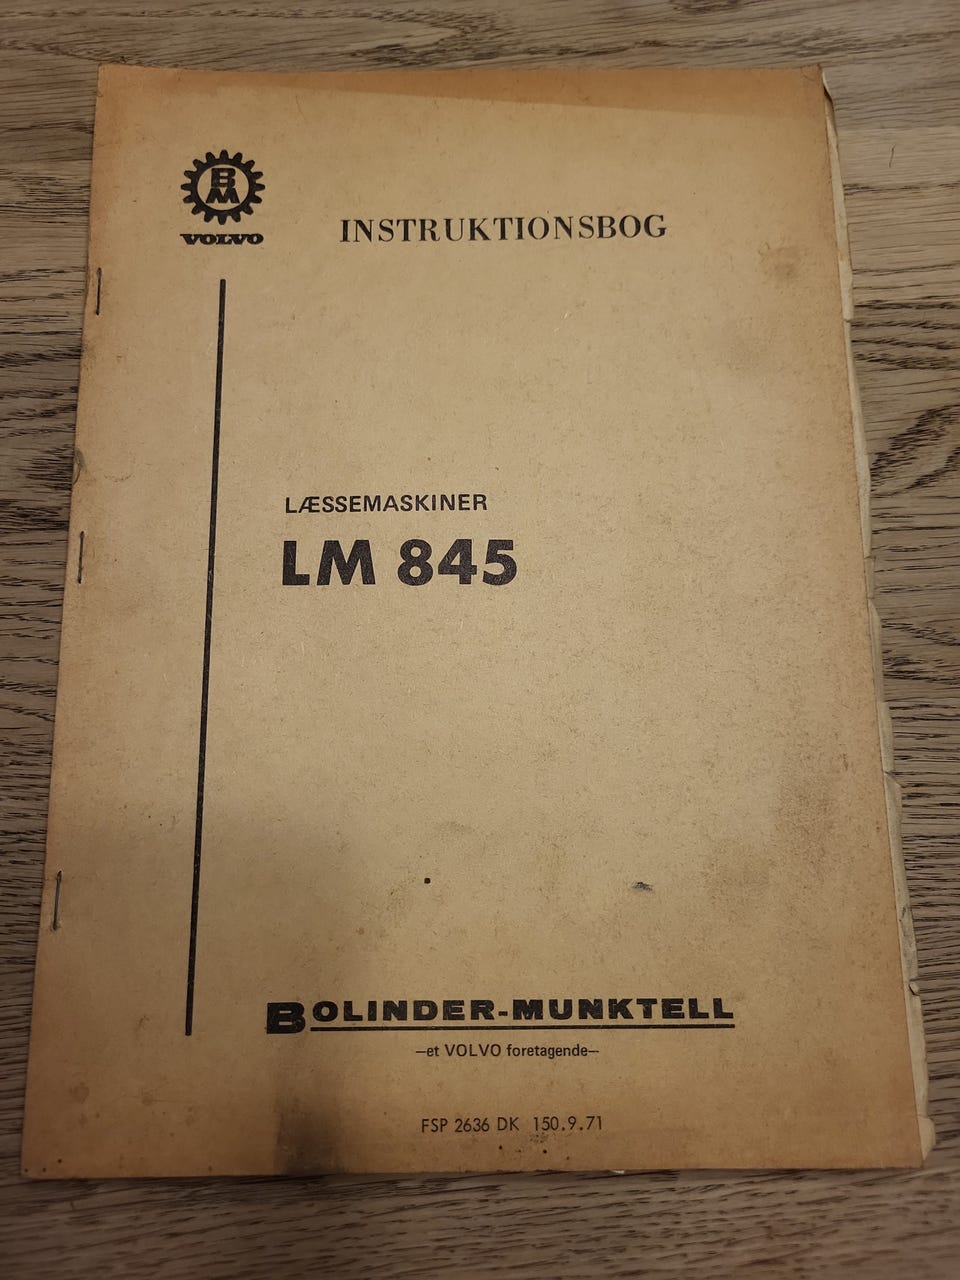 BM
VOLVO
INSTRUKTIONSBOG
LÆSSEMASKINER
LM 845
BOLINDER-MUNKTELL
—et VOLVO foretagende—
FSP 2636 DK 150.9.71